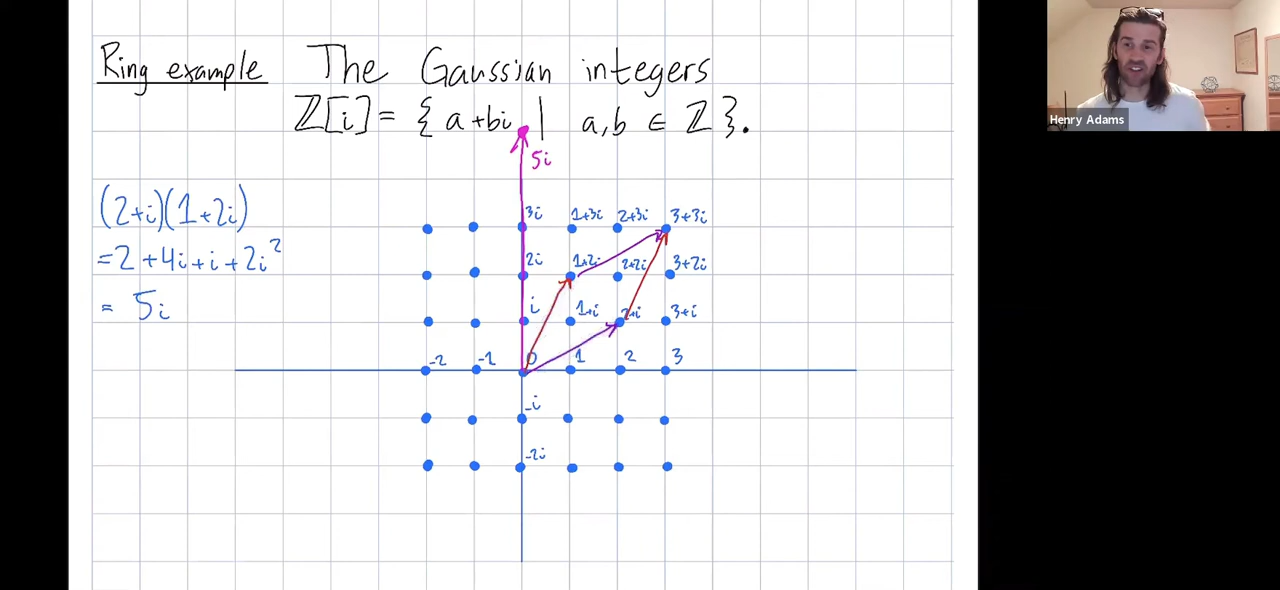 Ring example The Gaussian integers
ℤ[i] = { a+bi | a,b ∈ ℤ }.
Henry Adams
5i
(2+i)(1+2i)
=2+4i+i+2i²
= 5i
3i 1+3i 2+3i 3+3i
2i 1+2i 2+2i 3+2i
i 1+i 2+i 3+i
-2 -1 0 1 2 3
-i
-2i